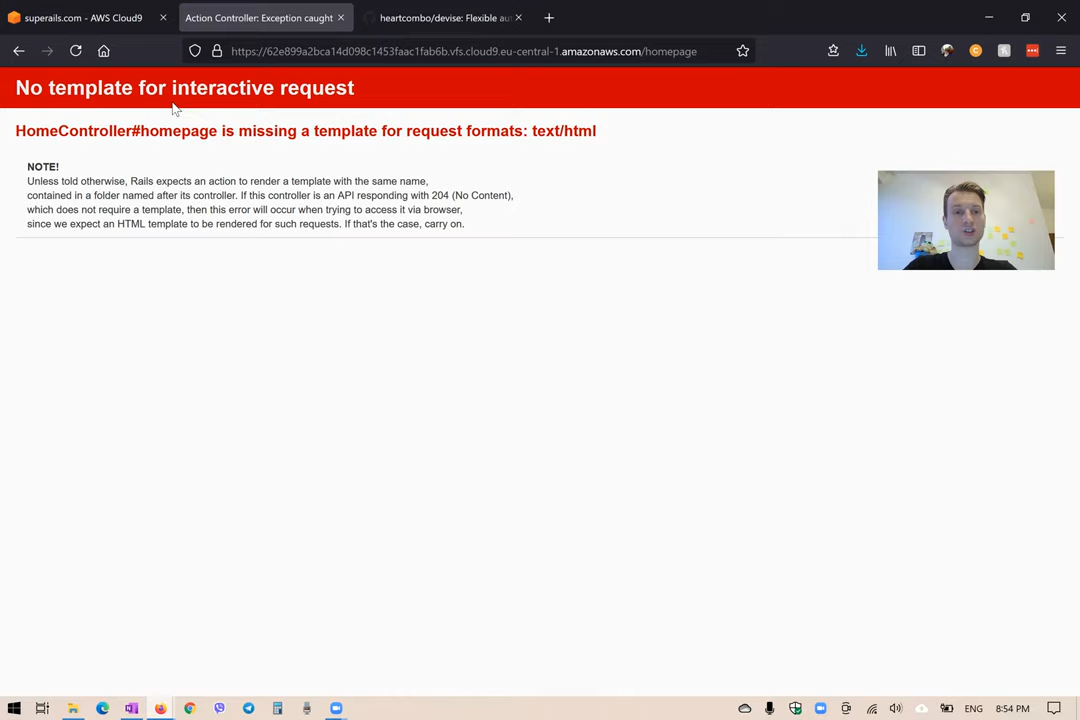 superails.com - AWS Cloud9
Action Controller: Exception caught
heartcombo/devise: Flexible au
https://62e899a2bca14d098c1453faac1fab6b.vfs.cloud9.eu-central-1.amazonaws.com/homepage
No template for interactive request
HomeController#homepage is missing a template for request formats: text/html
NOTE!
Unless told otherwise, Rails expects an action to render a template with the same name,
contained in a folder named after its controller. If this controller is an API responding with 204 (No Content),
which does not require a template, then this error will occur when trying to access it via browser,
since we expect an HTML template to be rendered for such requests. If that's the case, carry on.
ENG
8:54 PM